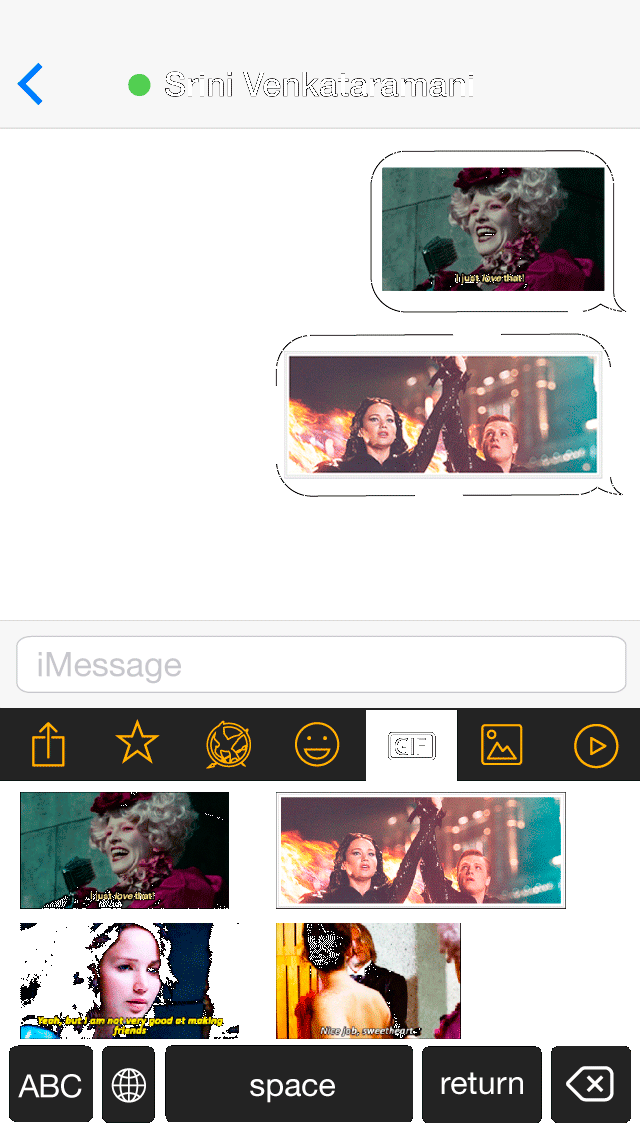 Srini Venkataramani
I just love that!
iMessage
GIF
I just love that!
Yeah, but I am not very good at making
friends
Nice job, sweetheart.
ABC
space
return